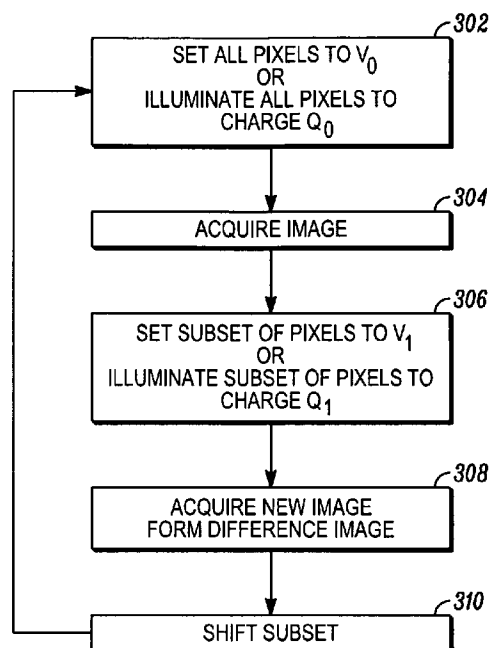 302
SET ALL PIXELS TO V0
OR
ILLUMINATE ALL PIXELS TO
CHARGE Q0
304
ACQUIRE IMAGE
306
SET SUBSET OF PIXELS TO V1
OR
ILLUMINATE SUBSET OF PIXELS TO
CHARGE Q1
308
ACQUIRE NEW IMAGE
FORM DIFFERENCE IMAGE
310
SHIFT SUBSET